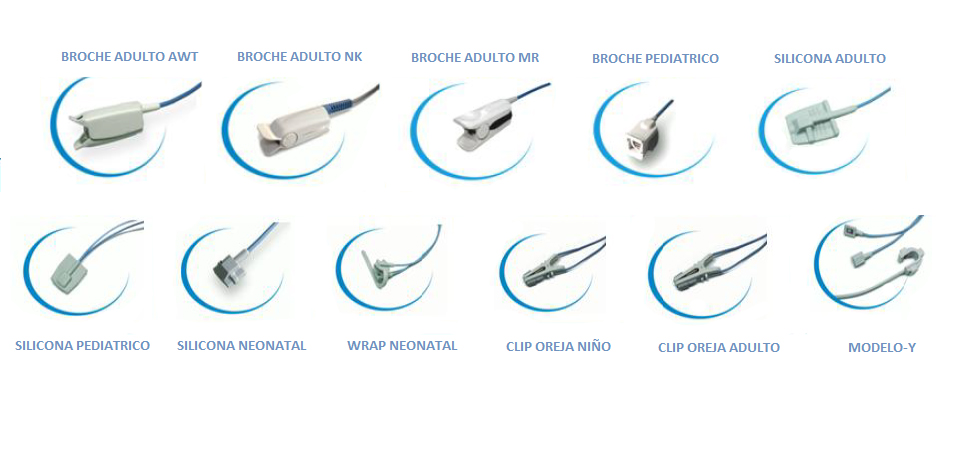 BROCHE ADULTO AWT
BROCHE ADULTO NK
BROCHE ADULTO MR
BROCHE PEDIATRICO
SILICONA ADULTO
SILICONA PEDIATRICO
SILICONA NEONATAL
WRAP NEONATAL
CLIP OREJA NIÑO
CLIP OREJA ADULTO
MODELO-Y